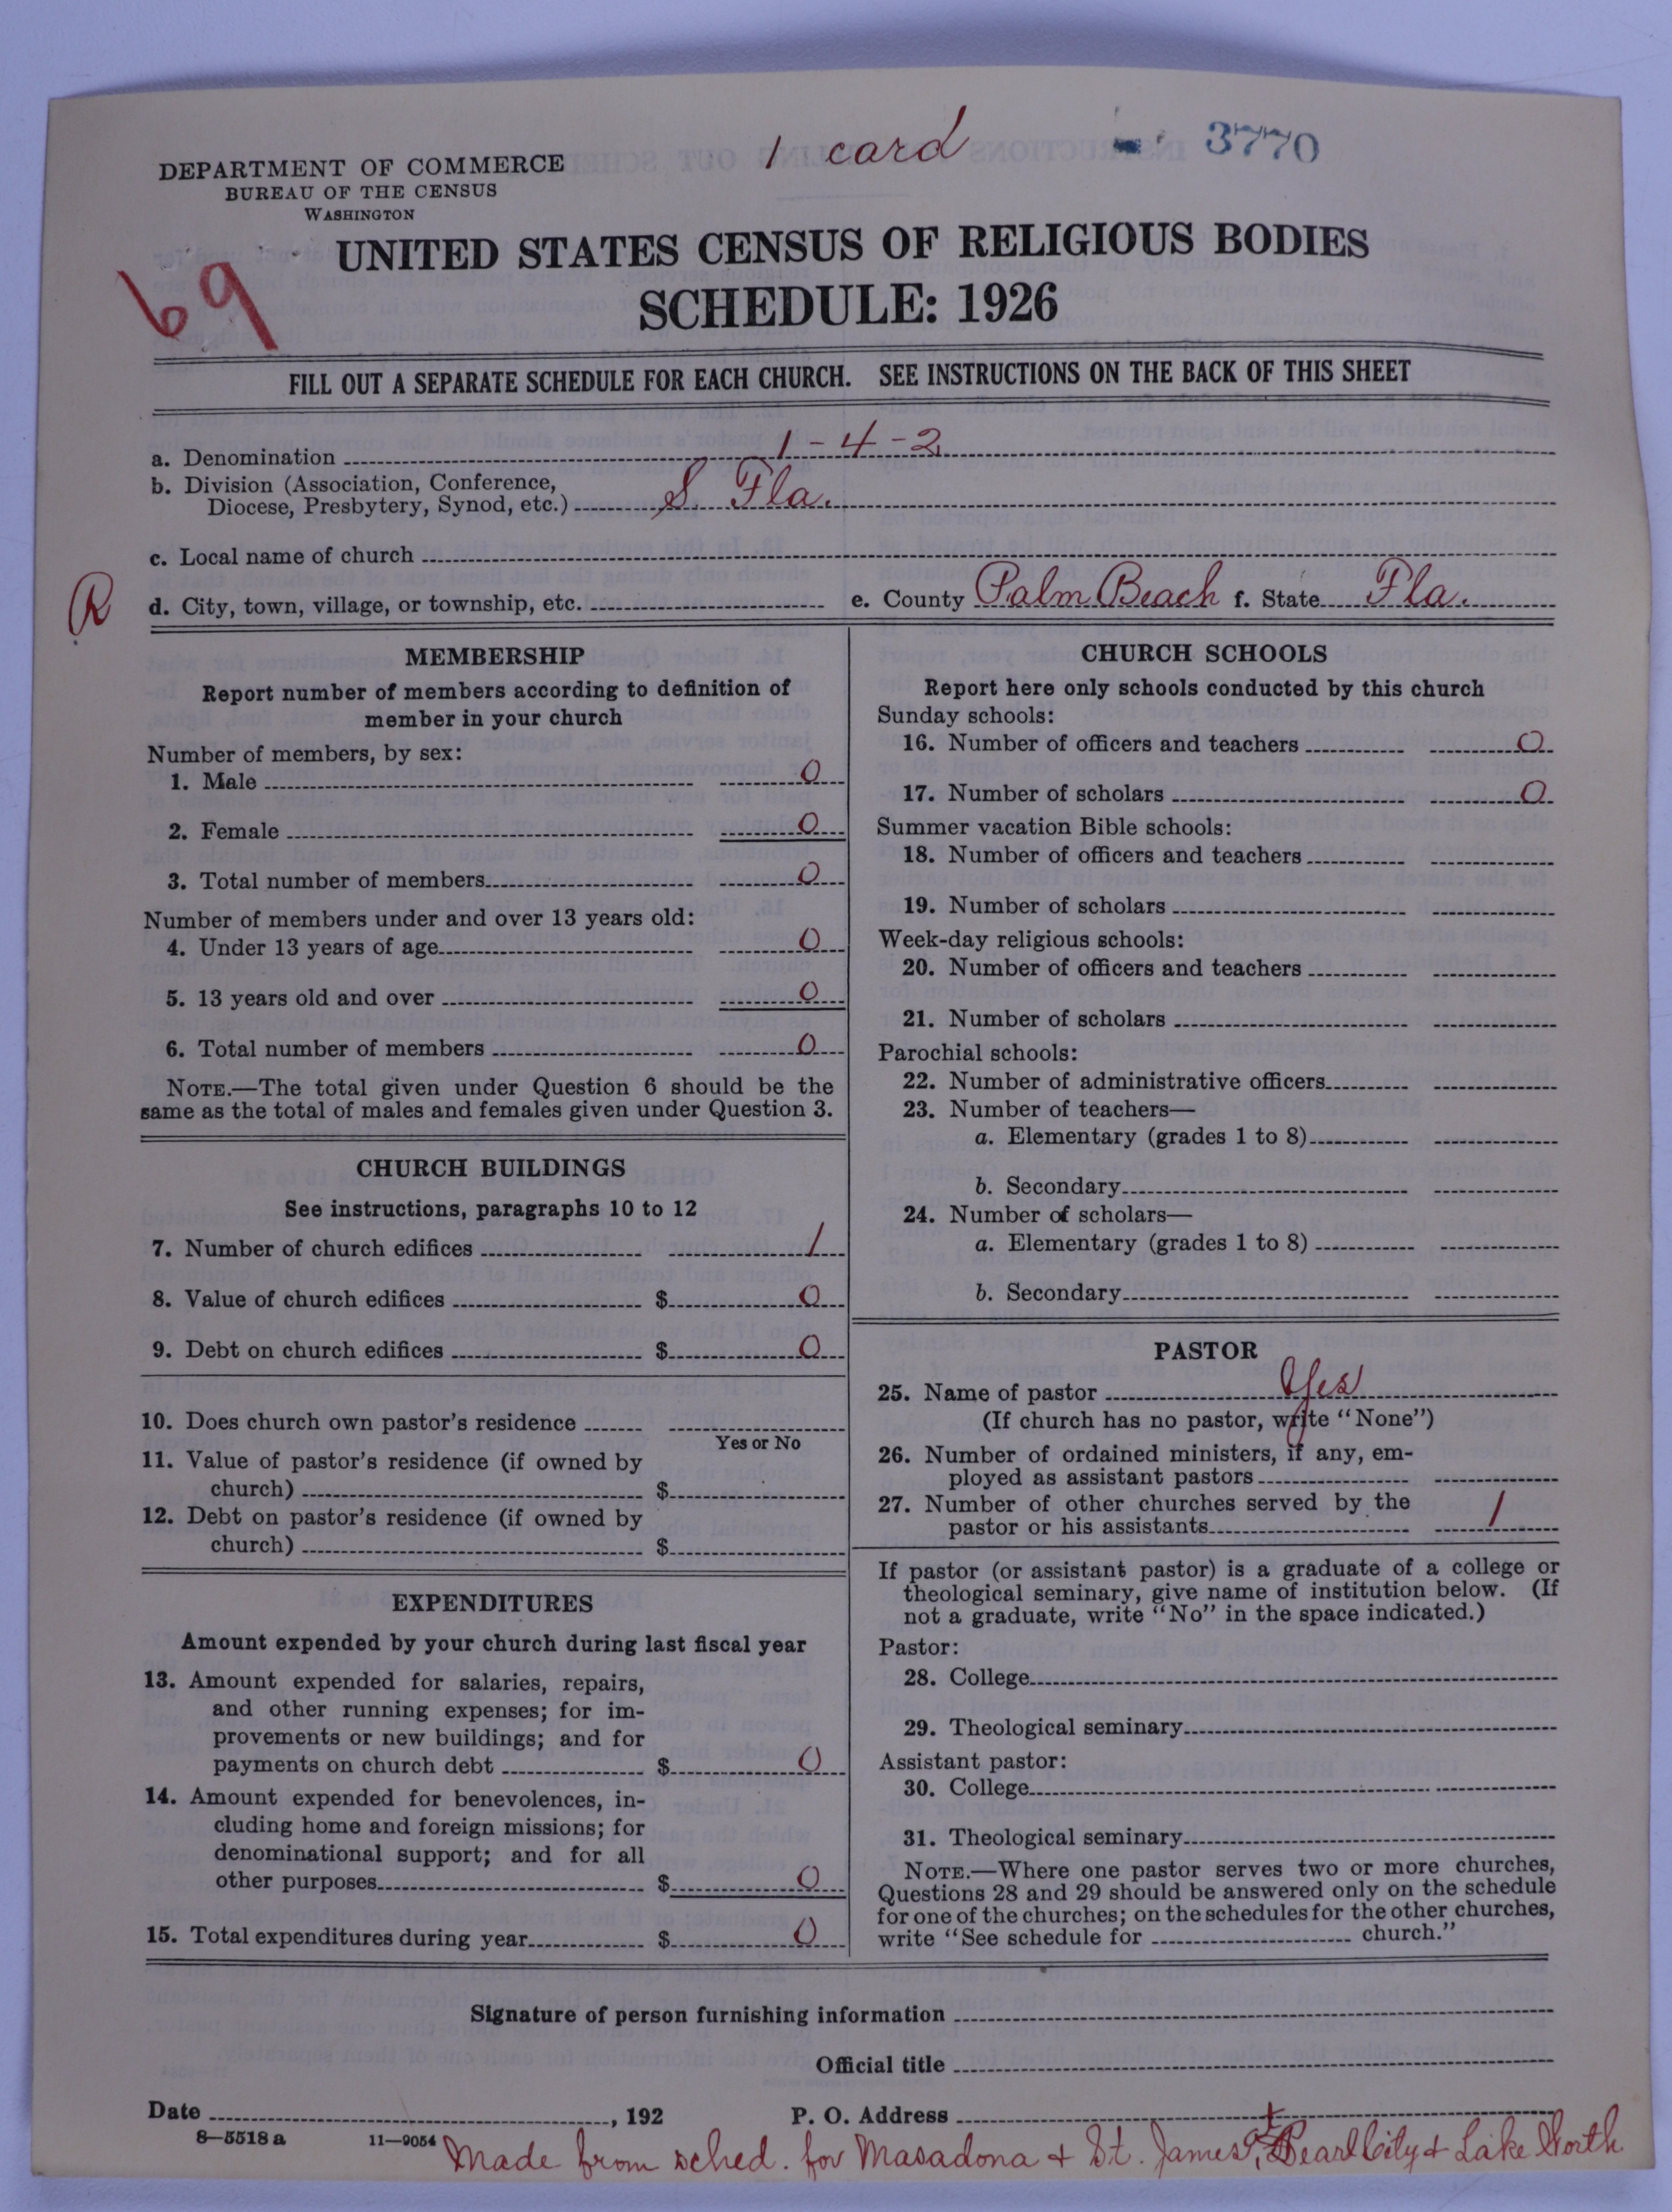 1 card 3770
DEPARTMENT OF COMMERCE
BUREAU OF THE CENSUS
WASHINGTON
69
UNITED STATES CENSUS OF RELIGIOUS BODIES
SCHEDULE: 1926
FILL OUT A SEPARATE SCHEDULE FOR EACH CHURCH. SEE INSTRUCTIONS ON THE BACK OF THIS SHEET
a. Denomination 1-4-2
b. Division (Association, Conference,
Diocese, Presbytery, Synod, etc.) S. Fla.
c. Local name of church
R d. City, town, village, or township, etc. e. County Palm Beach f. State Fla.
MEMBERSHIP
Report number of members according to definition of
member in your church
Number of members, by sex:
1. Male 0
2. Female 0
3. Total number of members 0
Number of members under and over 13 years old:
4. Under 13 years of age 0
5. 13 years old and over 0
6. Total number of members 0
NOTE.—The total given under Question 6 should be the
same as the total of males and females given under Question 3.
CHURCH BUILDINGS
See instructions, paragraphs 10 to 12
7. Number of church edifices 1
8. Value of church edifices $ 0
9. Debt on church edifices $ 0
10. Does church own pastor's residence
Yes or No
11. Value of pastor's residence (if owned by
church) $
12. Debt on pastor's residence (if owned by
church) $
EXPENDITURES
Amount expended by your church during last fiscal year
13. Amount expended for salaries, repairs,
and other running expenses; for im-
provements or new buildings; and for
payments on church debt $ 0
14. Amount expended for benevolences, in-
cluding home and foreign missions; for
denominational support; and for all
other purposes $ 0
15. Total expenditures during year $ 0
CHURCH SCHOOLS
Report here only schools conducted by this church
Sunday schools:
16. Number of officers and teachers 0
17. Number of scholars 0
Summer vacation Bible schools:
18. Number of officers and teachers
19. Number of scholars
Week-day religious schools:
20. Number of officers and teachers
21. Number of scholars
Parochial schools:
22. Number of administrative officers
23. Number of teachers—
a. Elementary (grades 1 to 8)
b. Secondary
24. Number of scholars—
a. Elementary (grades 1 to 8)
b. Secondary
PASTOR
25. Name of pastor Yes
(If church has no pastor, write "None")
26. Number of ordained ministers, if any, em-
ployed as assistant pastors
27. Number of other churches served by the
pastor or his assistants 1
If pastor (or assistant pastor) is a graduate of a college or
theological seminary, give name of institution below. (If
not a graduate, write "No" in the space indicated.)
Pastor:
28. College
29. Theological seminary
Assistant pastor:
30. College
31. Theological seminary
NOTE.—Where one pastor serves two or more churches,
Questions 28 and 29 should be answered only on the schedule
for one of the churches; on the schedules for the other churches,
write "See schedule for church."
Signature of person furnishing information
Official title
Date , 192 P. O. Address
8—5518 a 11—9054
Made from sched. for Masadona + St. James, at Pearl City + Lake Worth